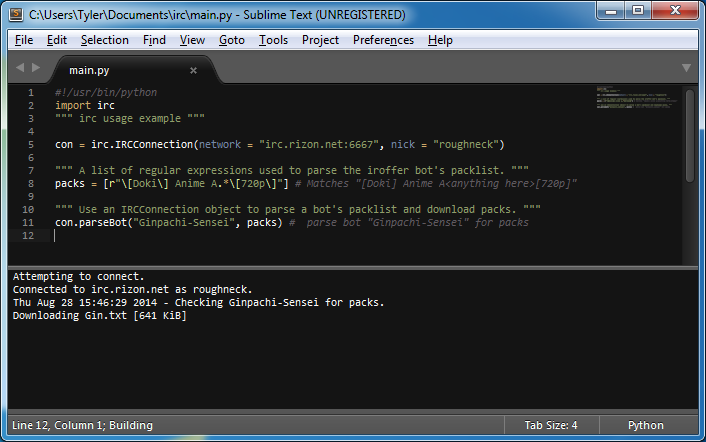 C:\Users\Tyler\Documents\irc\main.py - Sublime Text (UNREGISTERED)
File Edit Selection Find View Goto Tools Project Preferences Help
main.py
1 #!/usr/bin/python
2 import irc
3 """ irc usage example """
4
5 con = irc.IRCConnection(network = "irc.rizon.net:6667", nick = "roughneck")
6
7 """ A list of regular expressions used to parse the iroffer bot's packlist. """
8 packs = [r"\[Doki\] Anime A.*\[720p\]"] # Matches "[Doki] Anime A<anything here>[720p]"
9
10 """ Use an IRCConnection object to parse a bot's packlist and download packs. """
11 con.parseBot("Ginpachi-Sensei", packs) #  parse bot "Ginpachi-Sensei" for packs
12
Attempting to connect.
Connected to irc.rizon.net as roughneck.
Thu Aug 28 15:46:29 2014 - Checking Ginpachi-Sensei for packs.
Downloading Gin.txt [641 KiB]
Line 12, Column 1; Building Tab Size: 4 Python